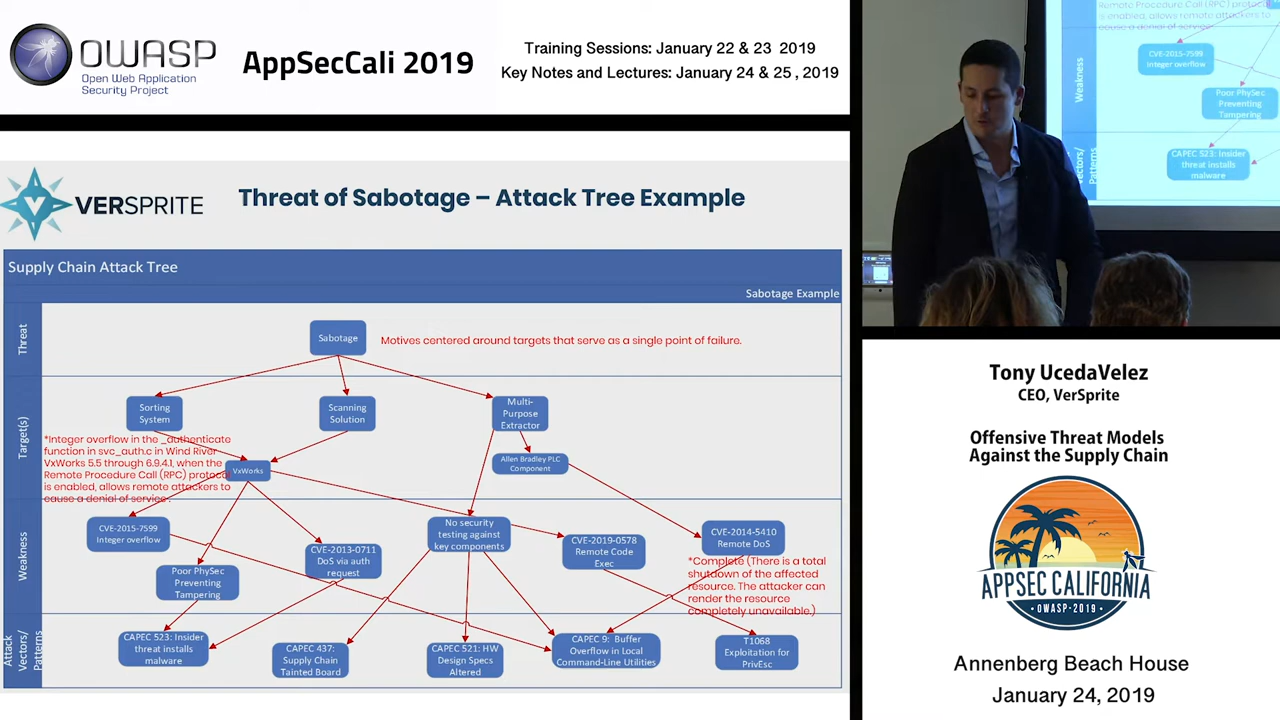 OWASP
Open Web Application
Security Project
AppSecCali 2019
Training Sessions: January 22 & 23 2019
Key Notes and Lectures: January 24 & 25 , 2019
VERSPRITE
Threat of Sabotage – Attack Tree Example
Supply Chain Attack Tree
Sabotage Example
Threat
Sabotage
Motives centered around targets that serve as a single point of failure.
Target(s)
Sorting
System
Scanning
Solution
Multi-
Purpose
Extractor
*Integer overflow in the _authenticate
function in svc_auth.c in Wind River
VxWorks 5.5 through 6.9.4.1, when the
Remote Procedure Call (RPC) protocol
is enabled, allows remote attackers to
cause a denial of service .
VxWorks
Allen Bradley PLC
Component
Weakness
CVE-2015-7599
Integer overflow
Poor PhySec
Preventing
Tampering
CVE-2013-0711
DoS via auth
request
No security
testing against
key components
CVE-2019-0578
Remote Code
Exec
CVE-2014-5410
Remote DoS
*Complete (There is a total
shutdown of the affected
resource. The attacker can
render the resource
completely unavailable.)
Attack
Vectors/
Patterns
CAPEC 523: Insider
threat installs
malware
CAPEC 437:
Supply Chain
Tainted Board
CAPEC 521: HW
Design Specs
Altered
CAPEC 9: Buffer
Overflow in Local
Command-Line Utilities
T1068
Exploitation for
PrivEsc
Remote Procedure Call (RPC) protocol
is enabled, allows remote attackers to
cause a denial of service
Weakness
CVE-2015-7599
Integer overflow
Poor PhySec
Preventing
Tampering
Vectors/
Patterns
CAPEC 523: Insider
threat installs
malware
Tony UcedaVelez
CEO, VerSprite
Offensive Threat Models
Against the Supply Chain
APPSEC CALIFORNIA
OWASP 2019
Annenberg Beach House
January 24, 2019